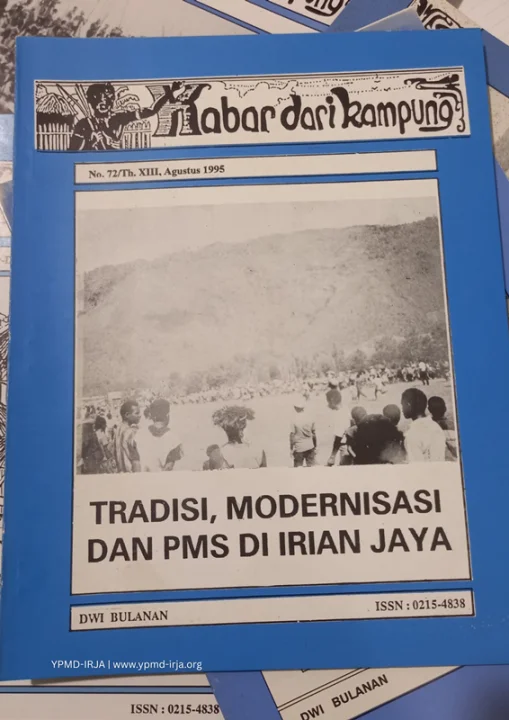 Kabar dari kampung
No. 72/Th. XIII, Agustus 1995
TRADISI, MODERNISASI
DAN PMS DI IRIAN JAYA
DWI BULANAN
ISSN : 0215-4838
YPMD-IRJA | www.ypmd-irja.org
ISSN : 0215-4838
DWI BULANAN